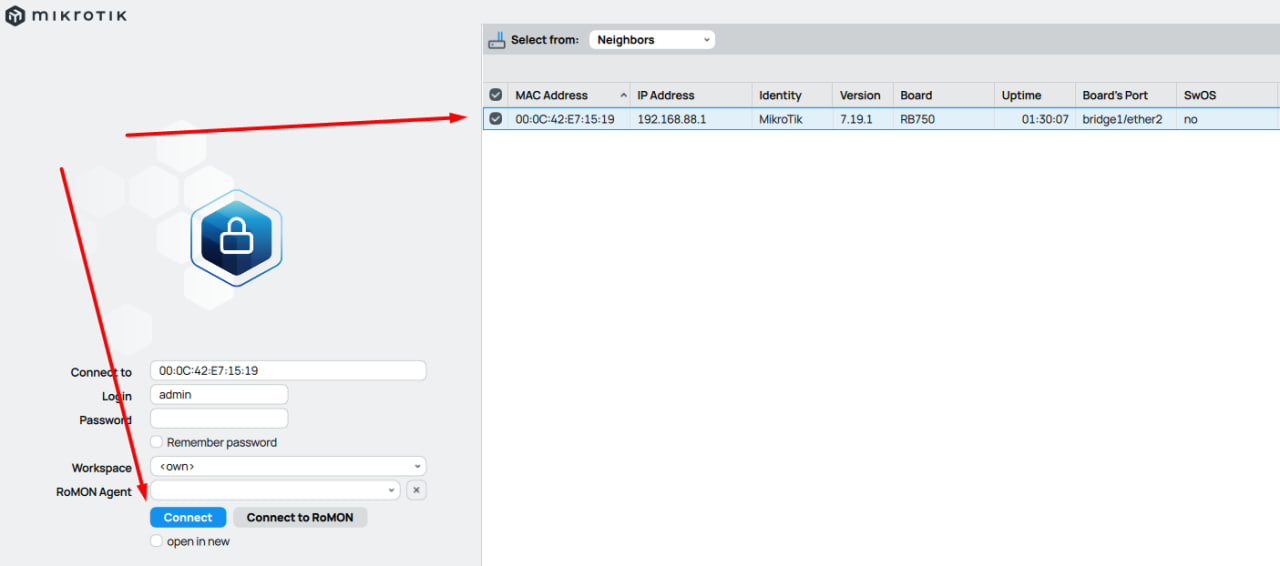 mikrotik
Select from: Neighbors
MAC Address IP Address Identity Version Board Uptime Board's Port SwOS
00:0C:42:E7:15:19 192.168.88.1 MikroTik 7.19.1 RB750 01:30:07 bridge1/ether2 no
Connect to 00:0C:42:E7:15:19
Login admin
Password
Remember password
Workspace <own>
RoMON Agent
Connect Connect to RoMON
open in new